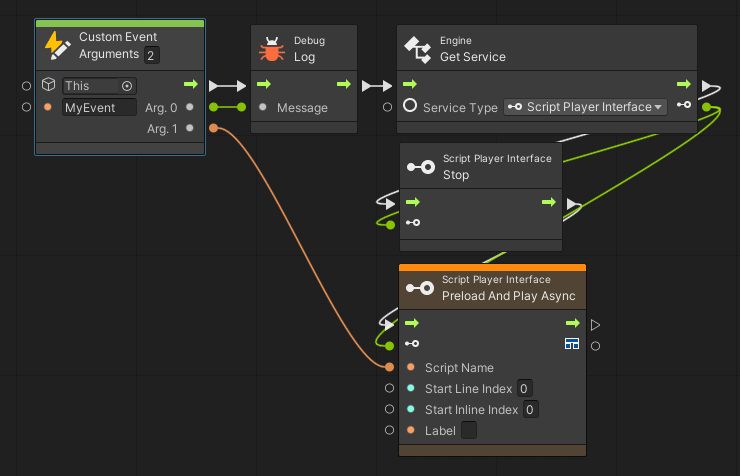 Custom Event
Arguments 2
This
MyEvent
Arg. 0
Arg. 1
Debug
Log
Message
Engine
Get Service
Service Type
Script Player Interface
Script Player Interface
Stop
Script Player Interface
Preload And Play Async
Script Name
Start Line Index 0
Start Inline Index 0
Label